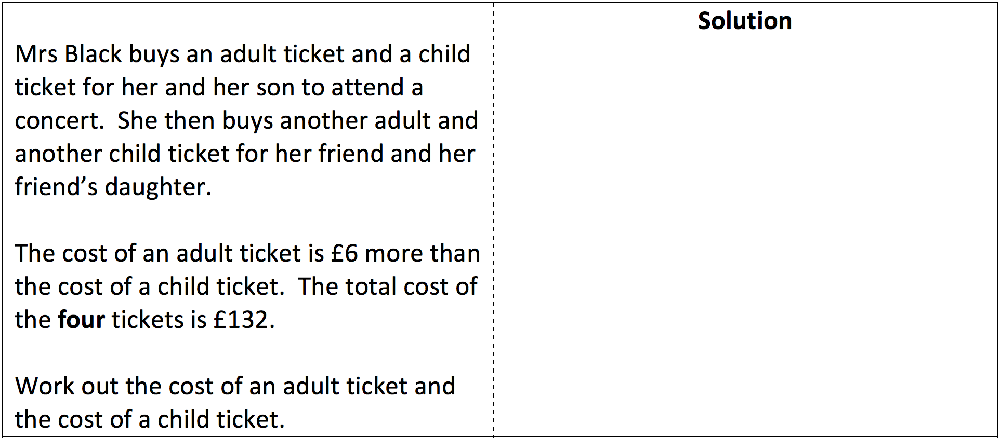 Solution
Mrs Black buys an adult ticket and a child
ticket for her and her son to attend a
concert.  She then buys another adult and
another child ticket for her friend and her
friend’s daughter.
The cost of an adult ticket is £6 more than
the cost of a child ticket.  The total cost of
the four tickets is £132.
Work out the cost of an adult ticket and
the cost of a child ticket.